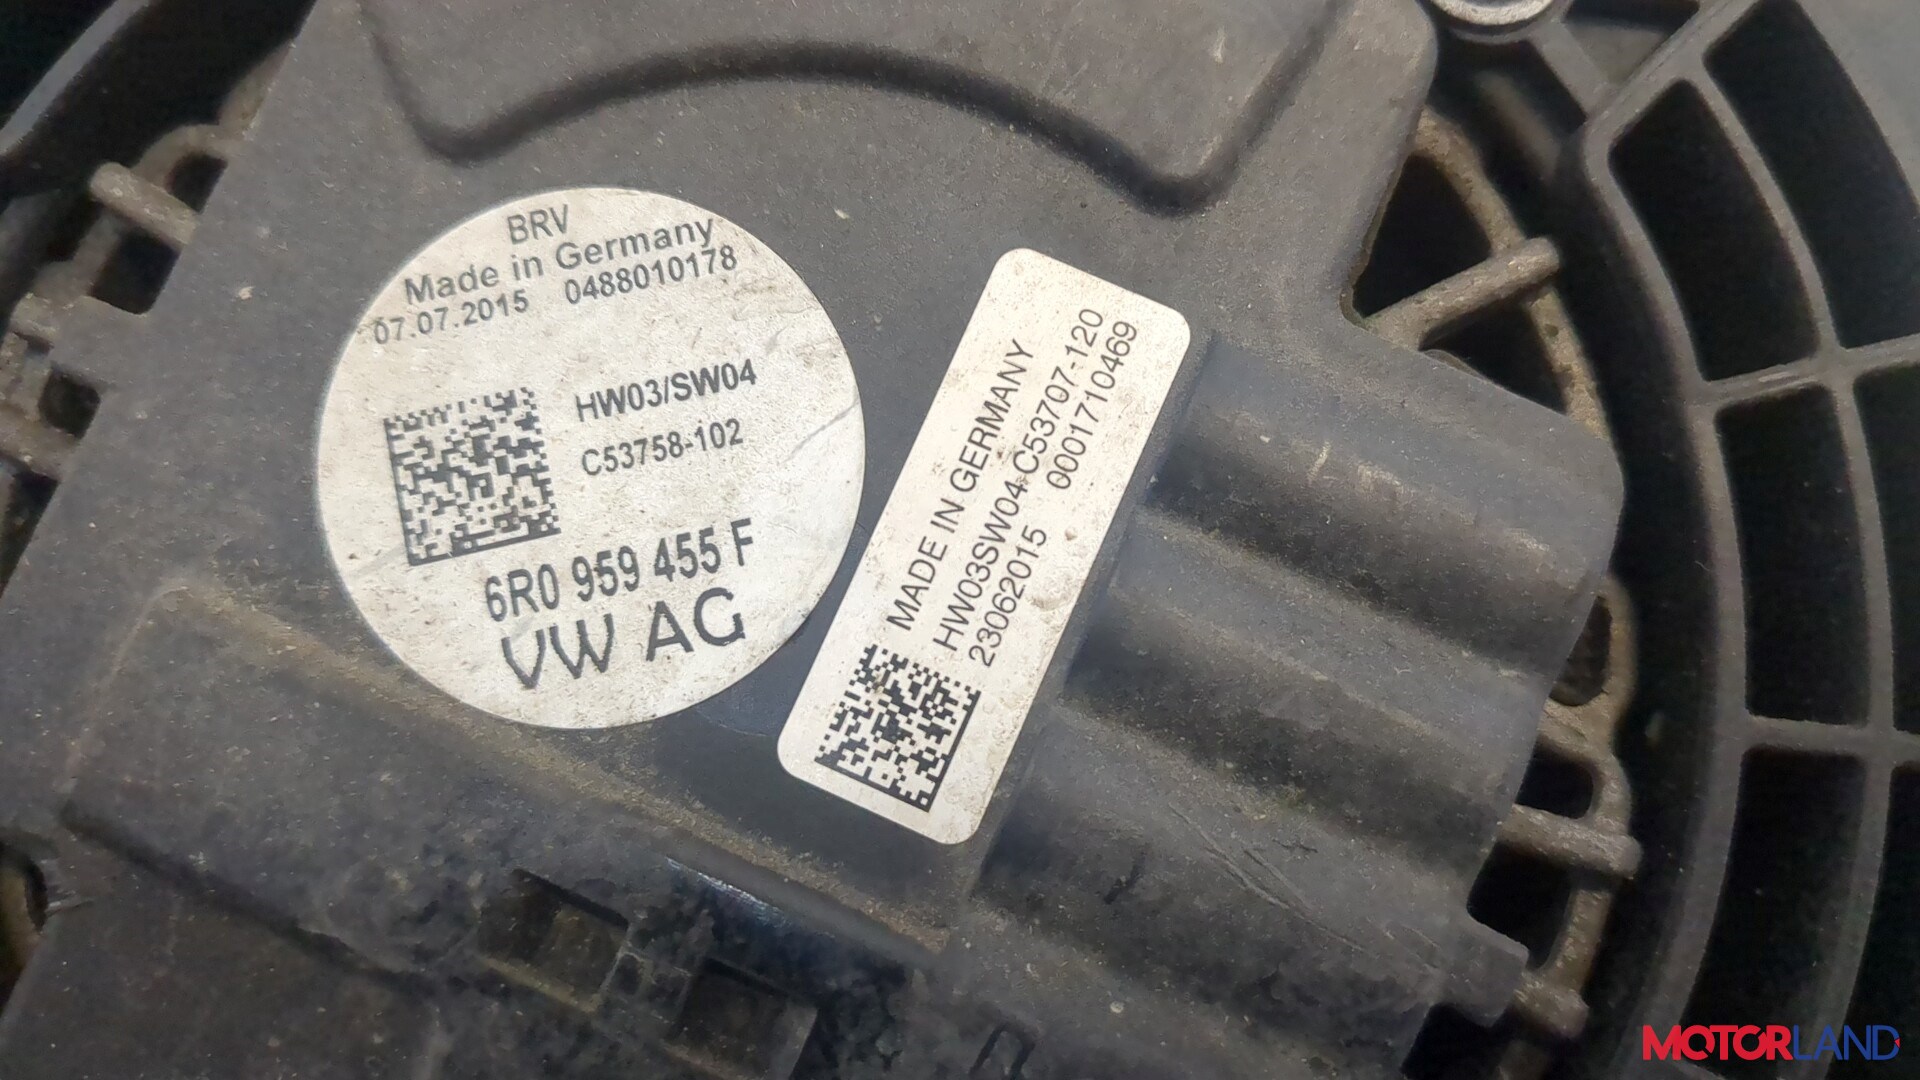 BRV
Made in Germany
07.07.2015 0488010178
HW03/SW04
C53758-102
6R0 959 455 F
VW AG
MADE IN GERMANY
HW03SW04 C53707-120
23062015 0001710469
MOTORLAND